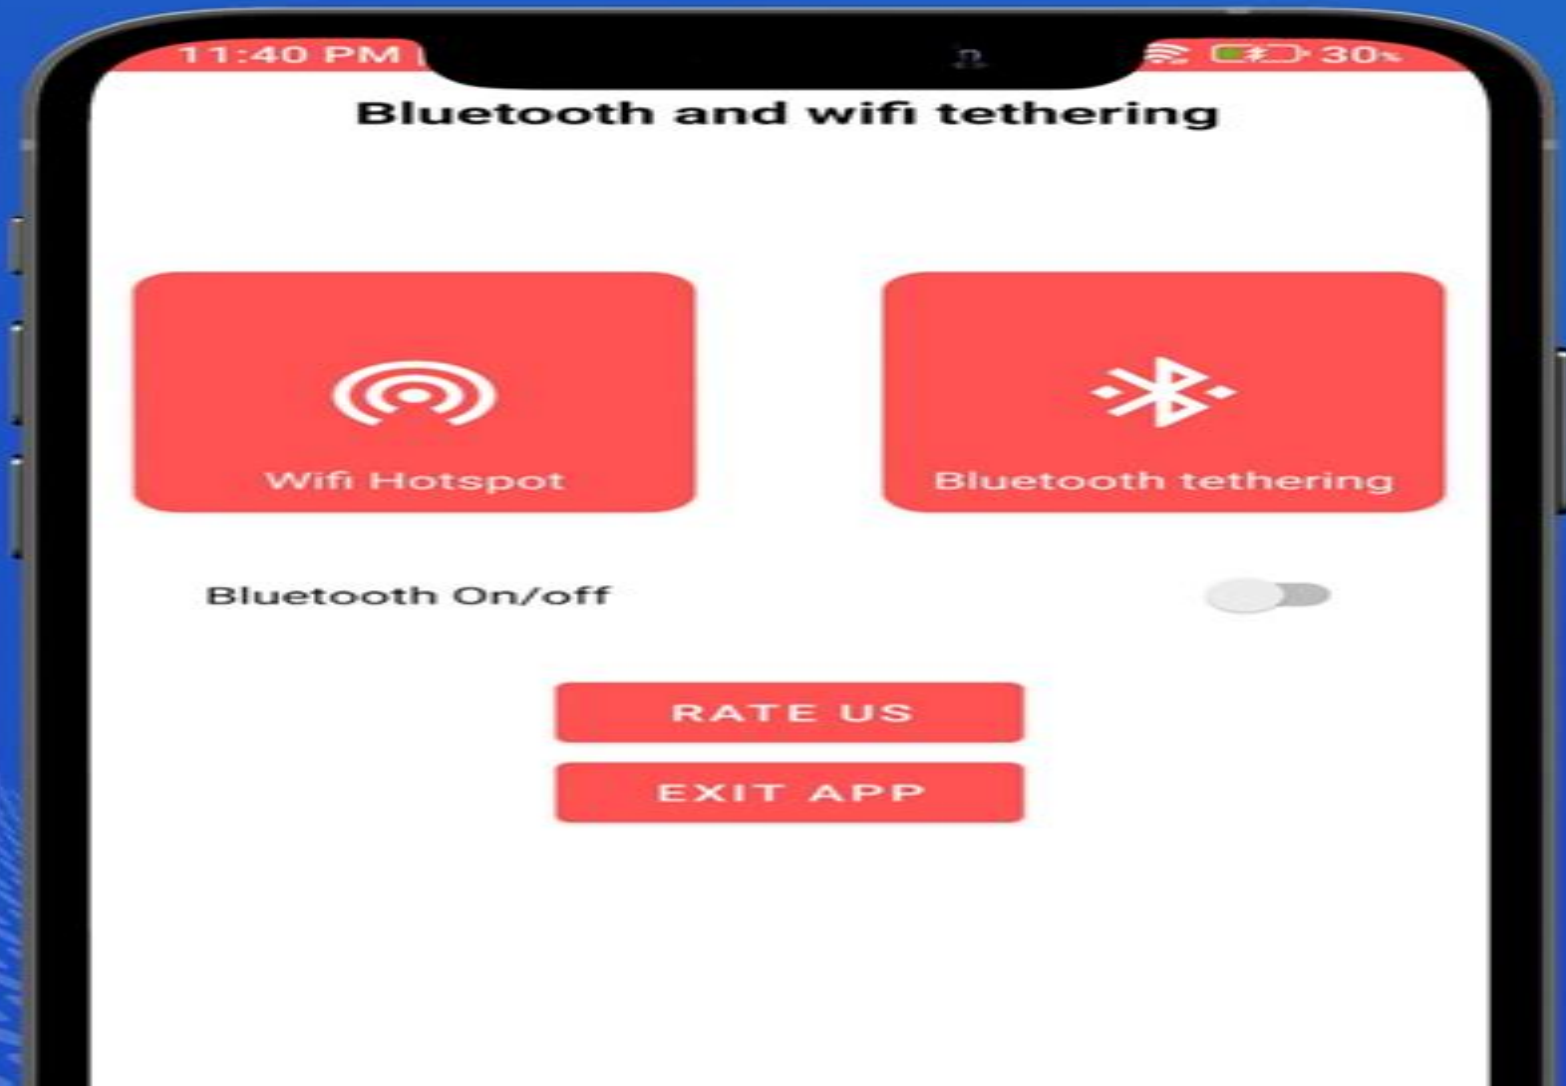 11:40 PM 30%
Bluetooth and wifi tethering
Wifi Hotspot Bluetooth tethering
Bluetooth On/off
RATE US
EXIT APP